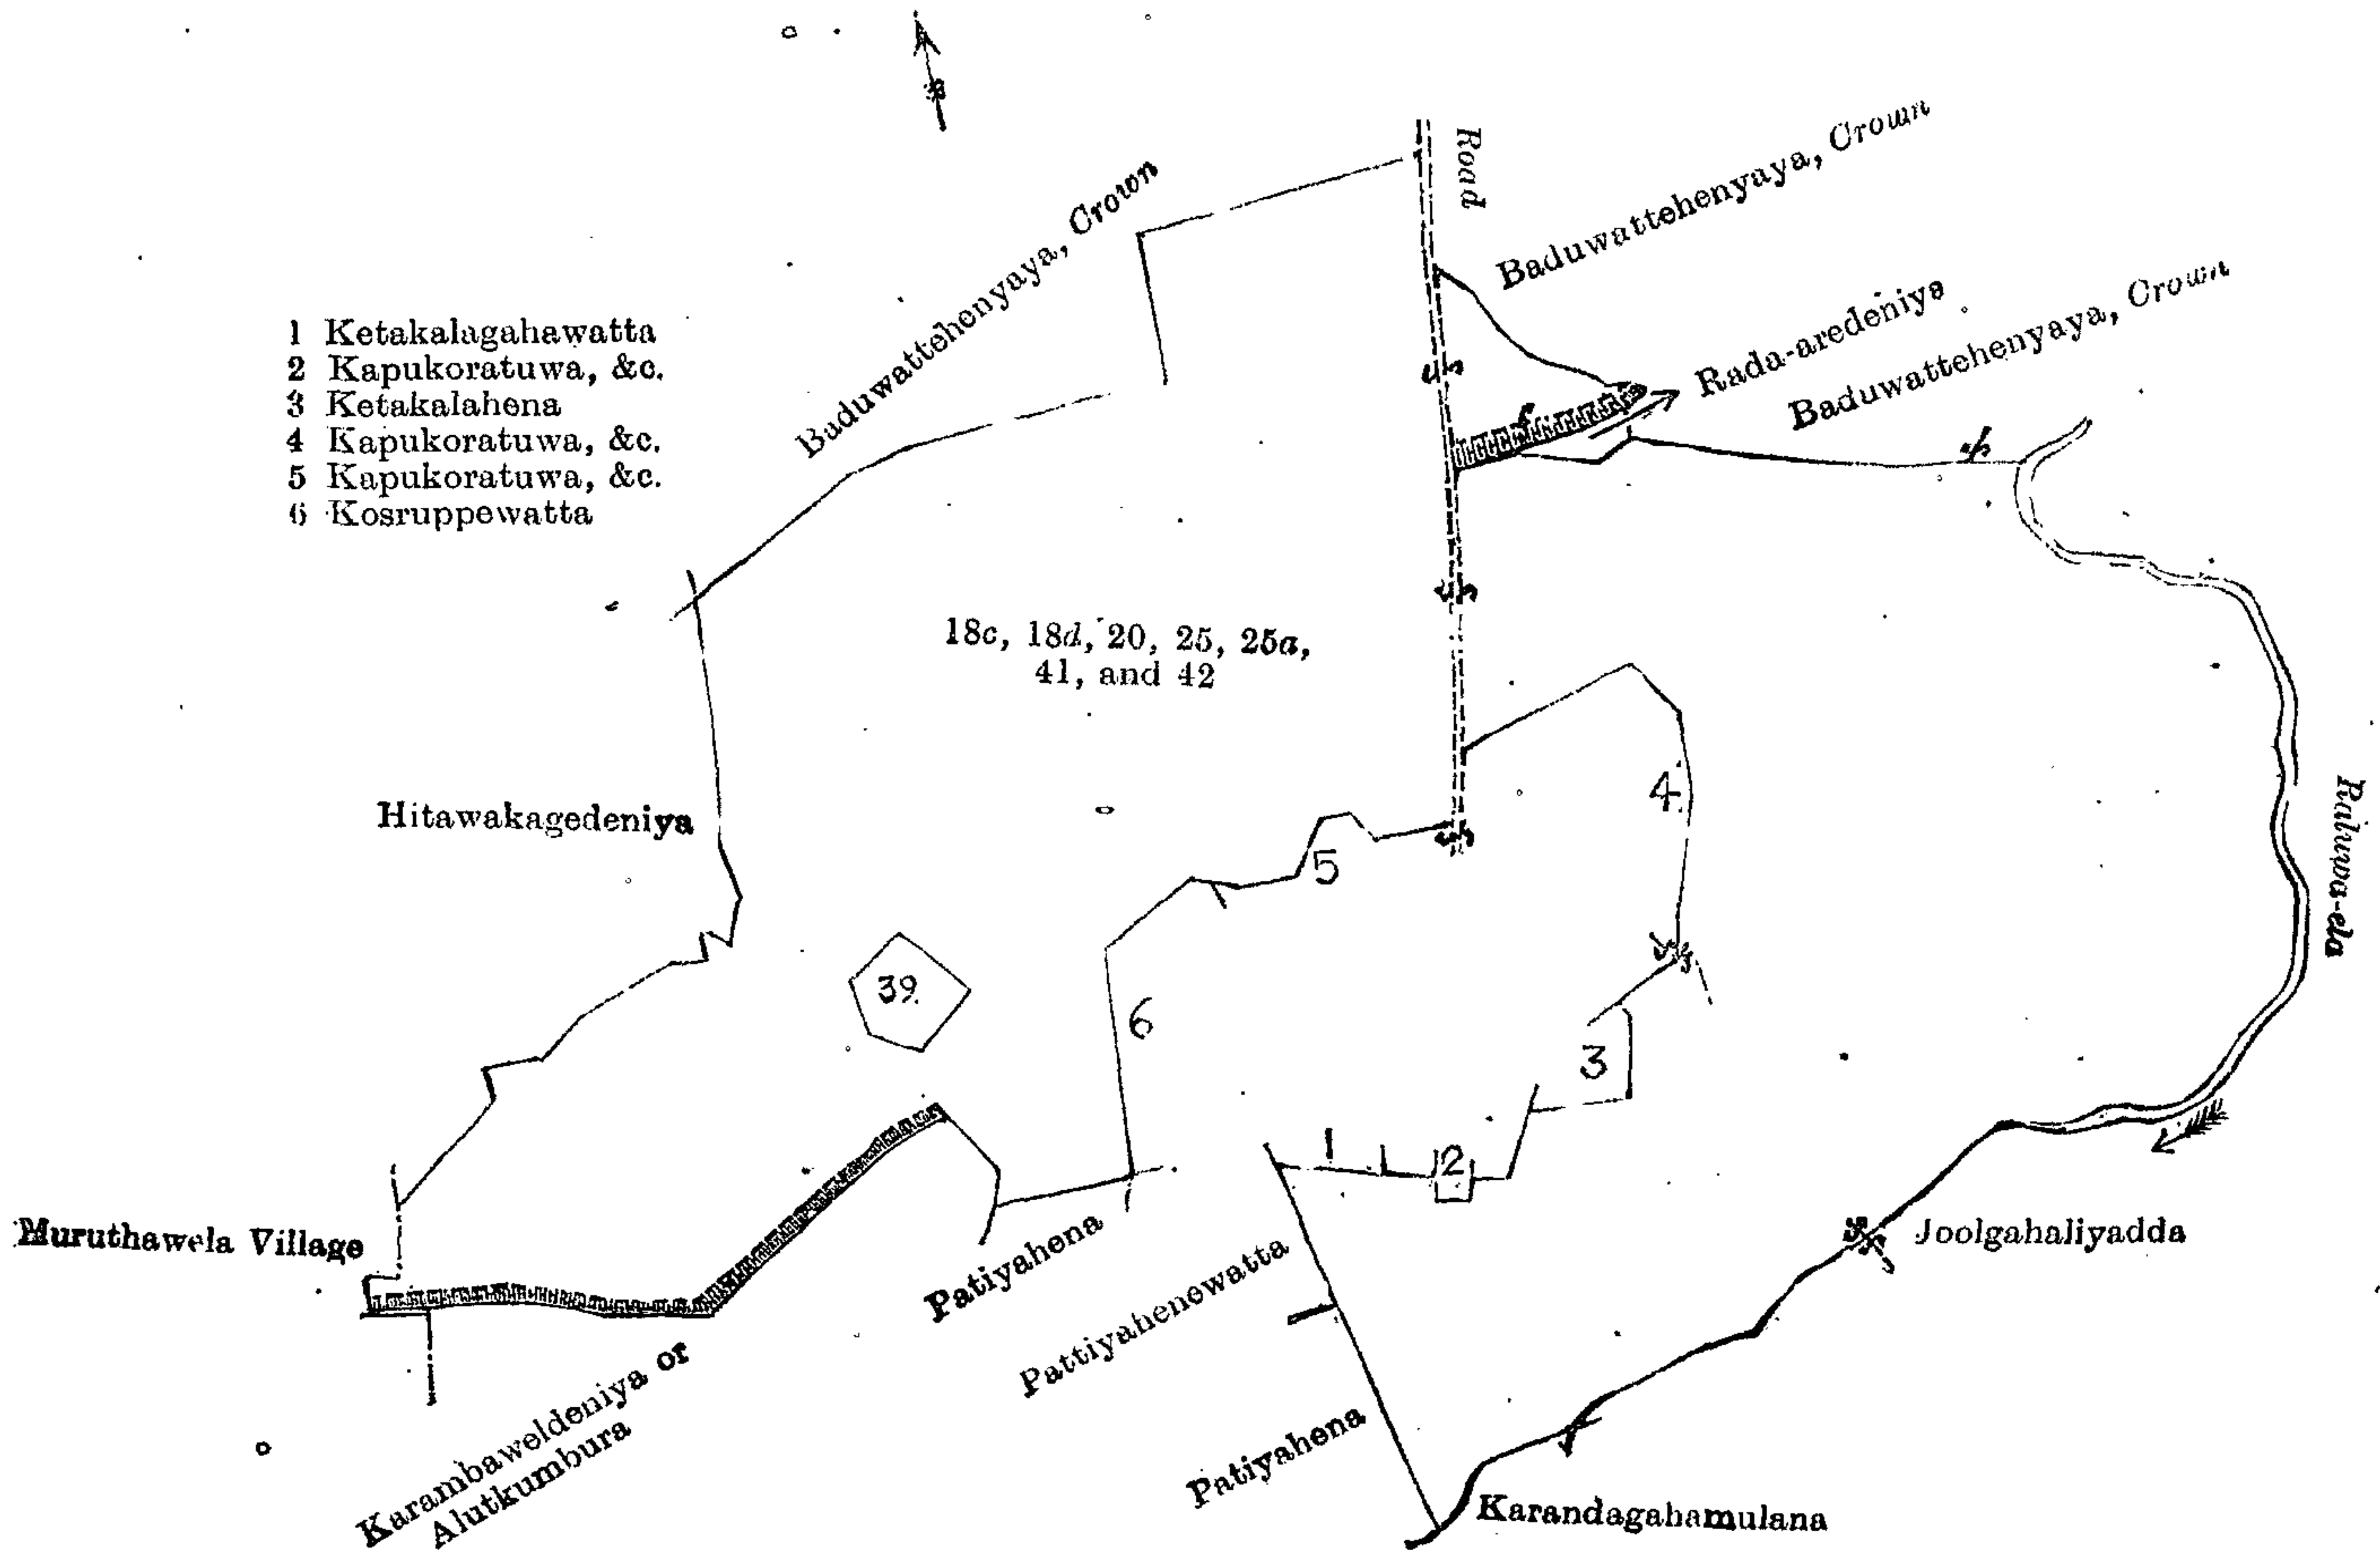 Road
Baduwattehenyaya, Crown
Baduwattehenyaya, Crown
Rada-aredeniya
Baduwattehenyaya, Crown
1 Ketakalagahawatta
2 Kapukoratuwa, &c.
3 Ketakalahena
4 Kapukoratuwa, &c.
5 Kapukoratuwa, &c.
6 Kosruppewatta
18c, 18d, 20, 25, 25a,
41, and 42
Hitawakagedeniya
4
5
39
6
3
1
2
Muruthawela Village
Patiyahena
Pattiyahenewatta
Patiyahena
Joolgahaliyadda
Karambaweldeniya or
Alutkumbura
Karandagahamulana